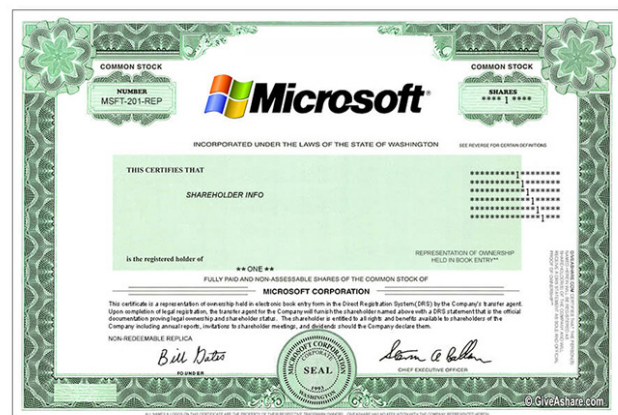 COMMON STOCK
NUMBER
MSFT-201-REP
Microsoft
COMMON STOCK
SHARES
**** 1 ****
INCORPORATED UNDER THE LAWS OF THE STATE OF WASHINGTON
SEE REVERSE FOR CERTAIN DEFINITIONS
THIS CERTIFIES THAT
SHAREHOLDER INFO
is the registered holder of
REPRESENTATION OF OWNERSHIP
HELD IN BOOK ENTRY**
** ONE **
FULLY PAID AND NON-ASSESSABLE SHARES OF THE COMMON STOCK OF
MICROSOFT CORPORATION
This certificate is a representation of ownership held in electronic book entry form in the Direct Registration System(DRS) by the Company's transfer agent.
Upon completion of legal registration, the transfer agent for the Company will furnish the shareholder named above with a DRS statement that is the official
documentation proving legal ownership and shareholder status. The shareholder is entitled to all rights and benefits available to shareholders of the
Company including annual reports, invitations to shareholder meetings, and dividends should the Company declare them.
NON-REDEEMABLE REPLICA
Bill Gates
FOUNDER
MICROSOFT CORPORATION
CORPORATE
SEAL
WASHINGTON
CHIEF EXECUTIVE OFFICER
©GiveAshare.com